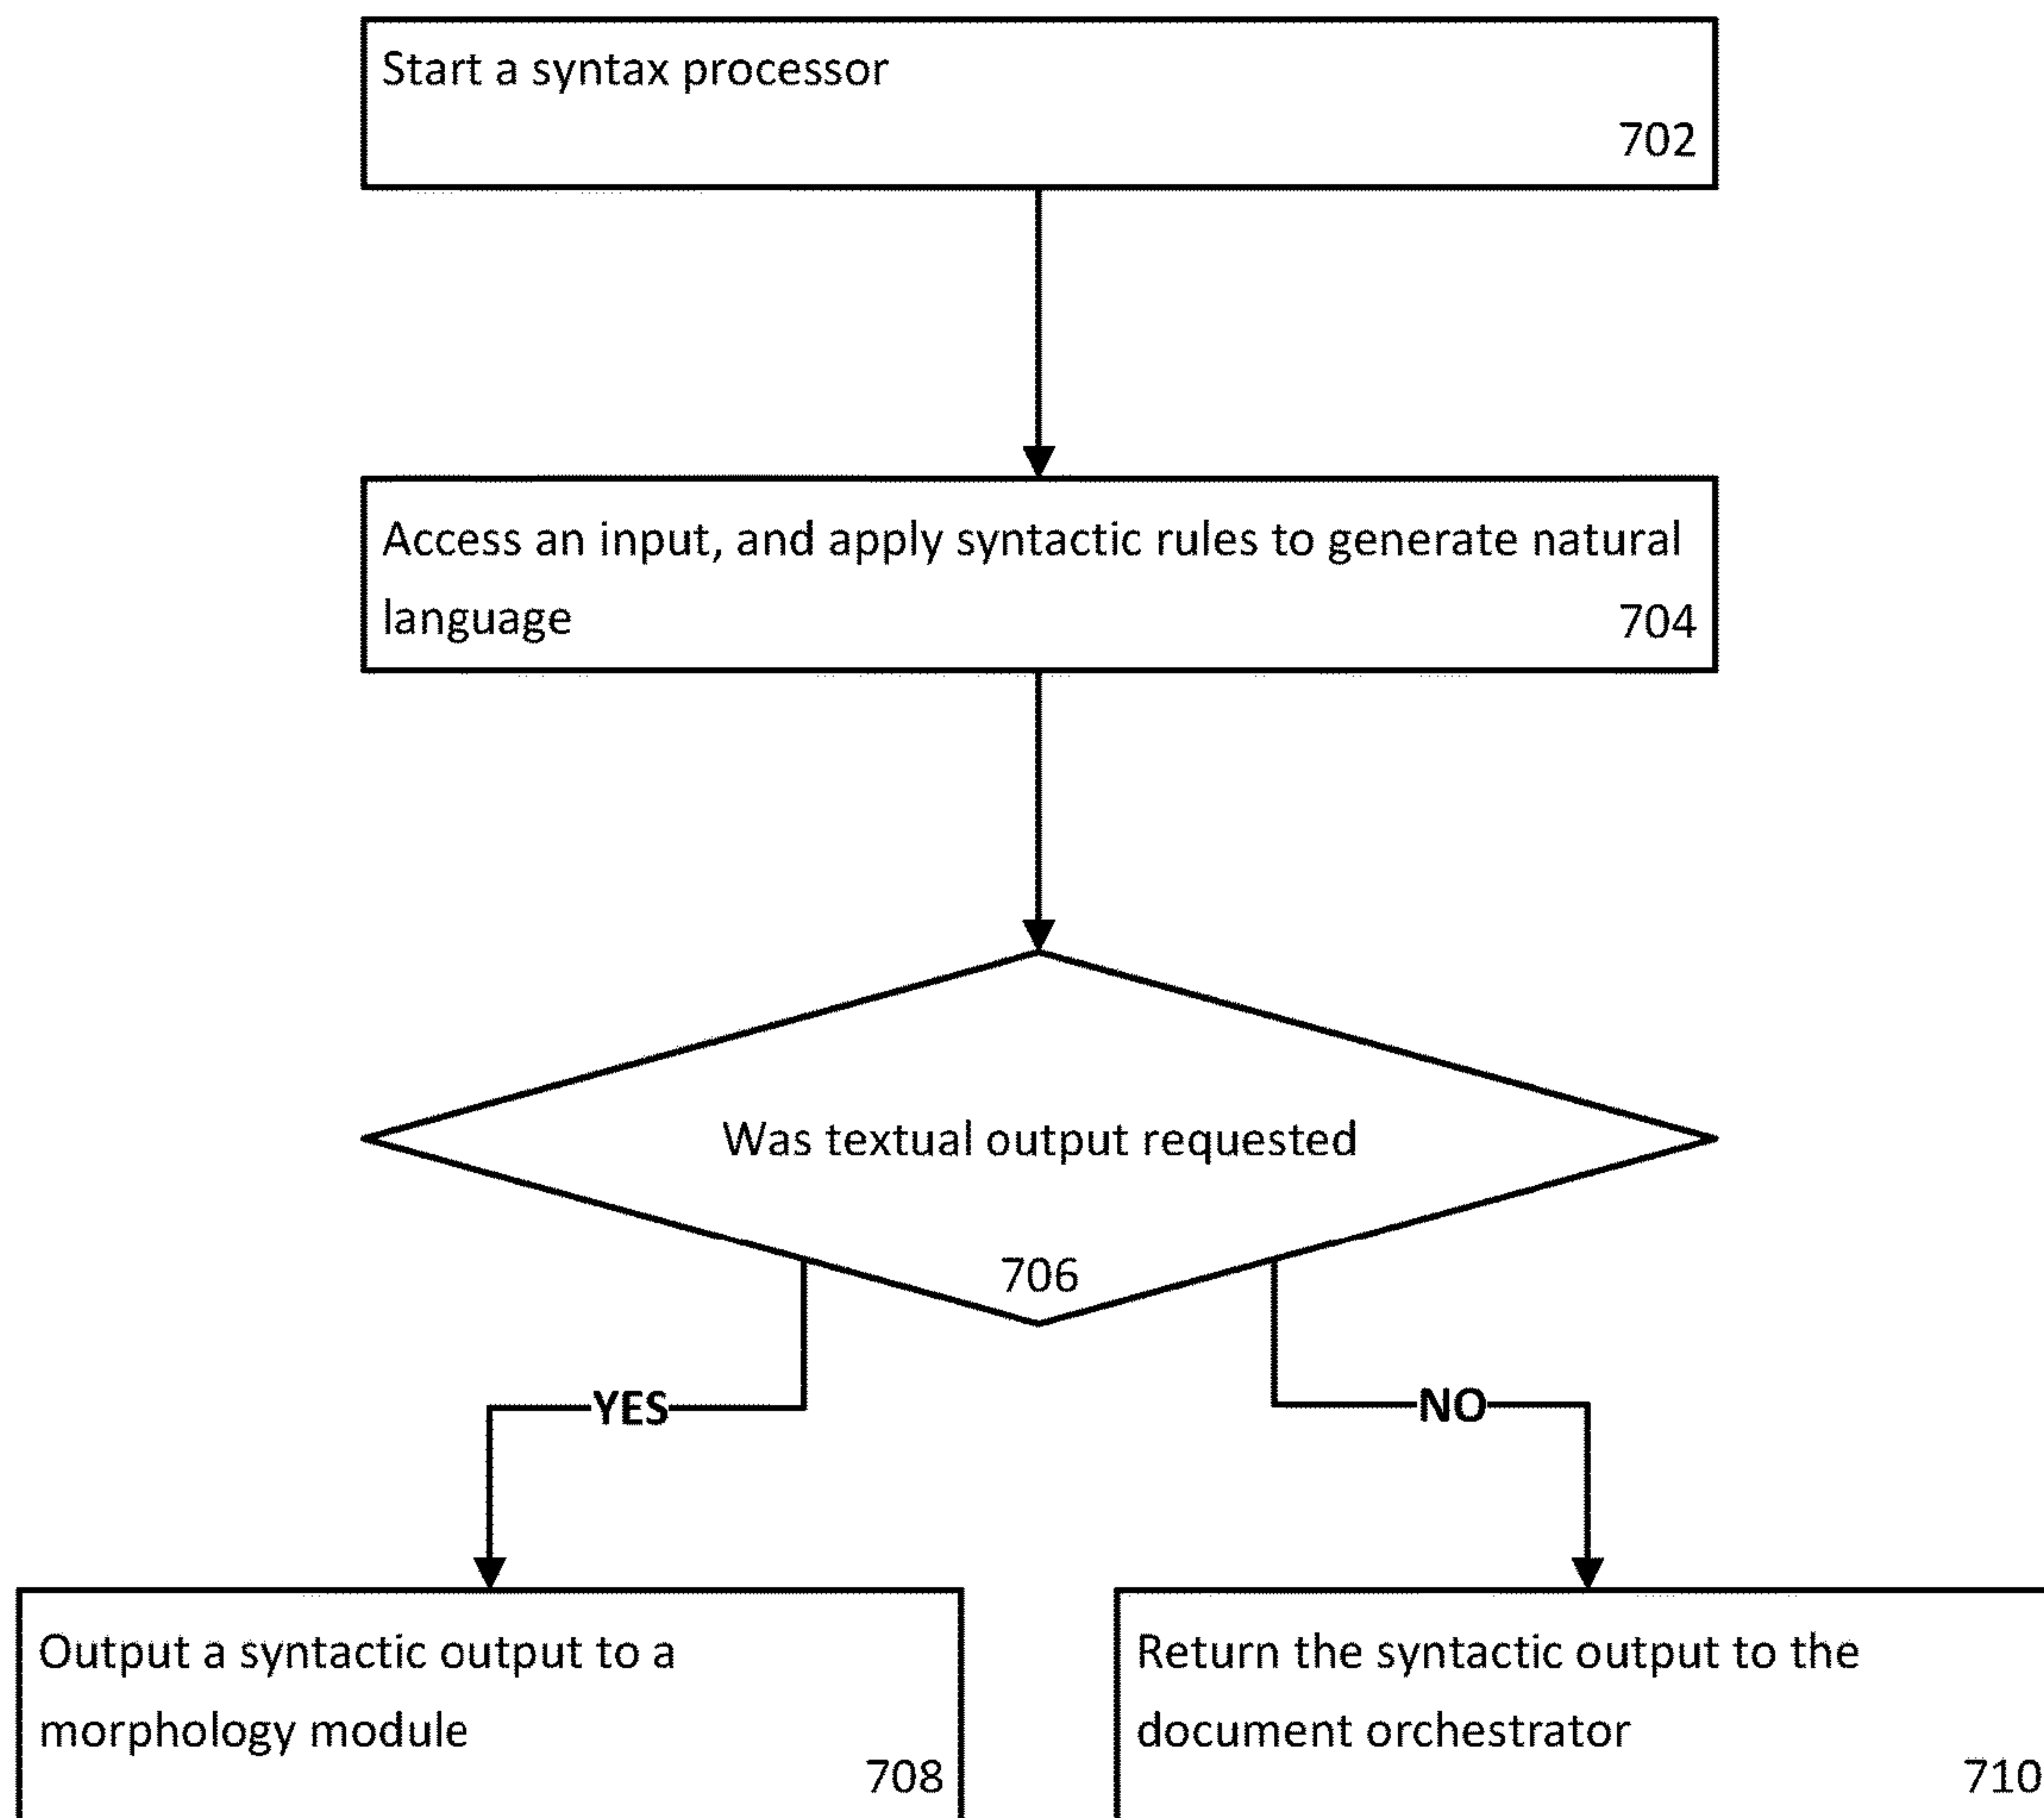 Start a syntax processor
702
Access an input, and apply syntactic rules to generate natural
language
704
Was textual output requested
706
YES
NO
Output a syntactic output to a
morphology module
708
Return the syntactic output to the
document orchestrator
710